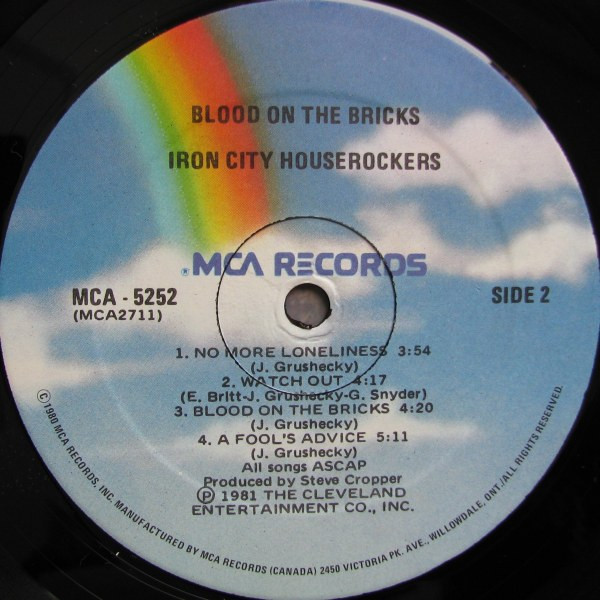 BLOOD ON THE BRICKS
IRON CITY HOUSEROCKERS
MCA RECORDS
MCA - 5252
(MCA2711)
SIDE 2
1. NO MORE LONELINESS 3:54
(J. Grushecky)
2. WATCH OUT 4:17
(E. Britt-J. Grushecky-G. Snyder)
3. BLOOD ON THE BRICKS 4:20
(J. Grushecky)
4. A FOOL'S ADVICE 5:11
(J. Grushecky)
All songs ASCAP
Produced by Steve Cropper
Ⓟ 1981 THE CLEVELAND
ENTERTAINMENT CO., INC.
© 1980 MCA RECORDS, INC. MANUFACTURED BY MCA RECORDS (CANADA) 2450 VICTORIA PK. AVE., WILLOWDALE, ONT./ALL RIGHTS RESERVED.